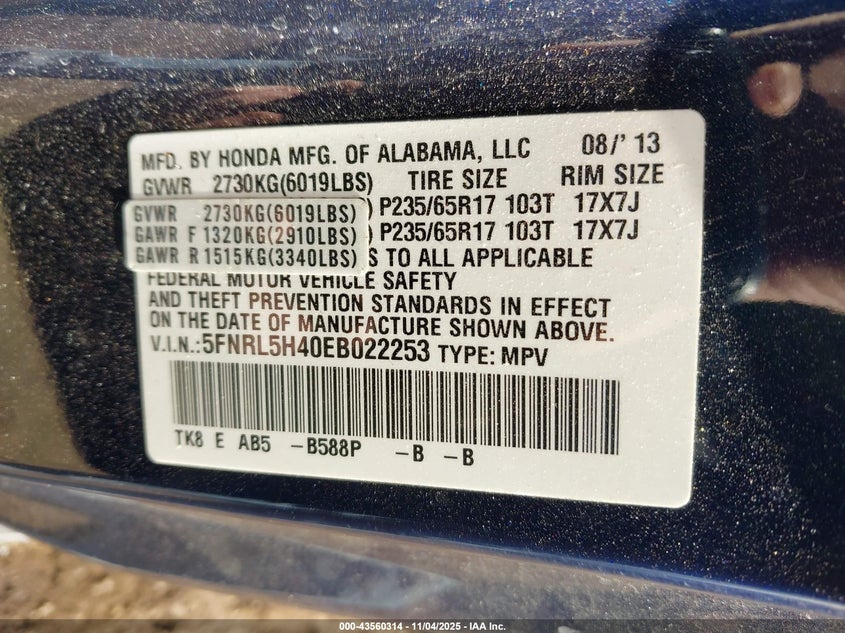 MFD. BY HONDA MFG. OF ALABAMA, LLC 08/' 13
GVWR 2730KG(6019LBS) TIRE SIZE RIM SIZE
GVWR 2730KG(6019LBS) ) P235/65R17 103T 17X7J
GAWR F 1320KG(2910LBS) ) P235/65R17 103T 17X7J
GAWR R 1515KG(3340LBS) S TO ALL APPLICABLE
FEDERAL MOTOR VEHICLE SAFETY
AND THEFT PREVENTION STANDARDS IN EFFECT
ON THE DATE OF MANUFACTURE SHOWN ABOVE.
V.I.N.:5FNRL5H40EB022253 TYPE: MPV
TK8 E AB5 -B588P -B -B
000-43560314 - 11/04/2025 - IAA Inc.